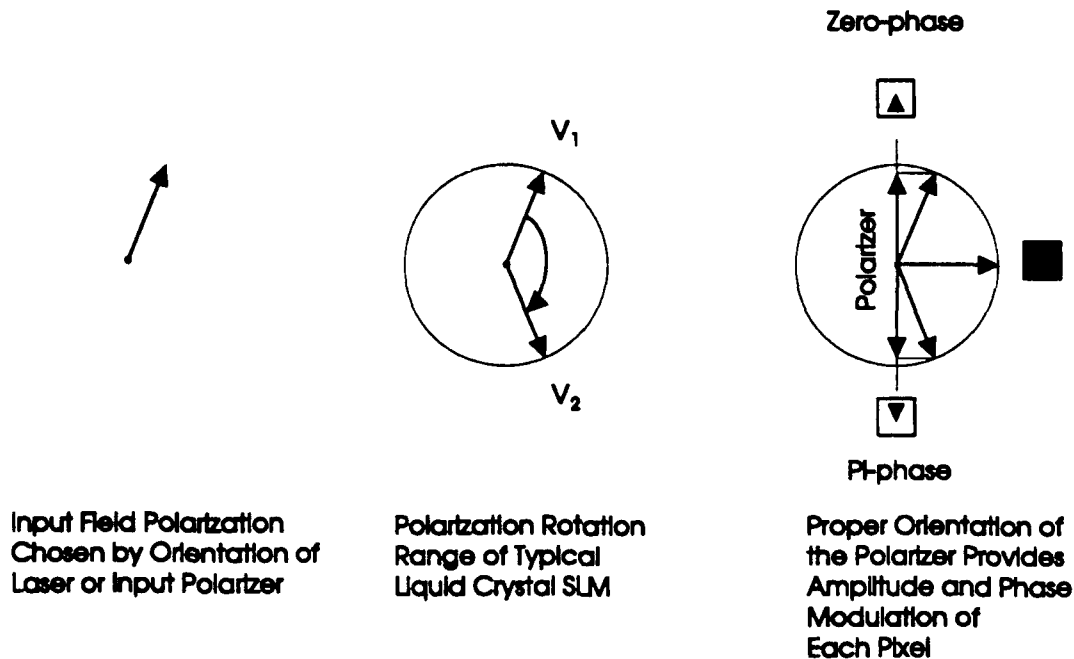 Zero-phase
V1
V2
Polarizer
Pi-phase
Input Field Polarization
Chosen by Orientation of
Laser or Input Polarizer
Polarization Rotation
Range of Typical
Liquid Crystal SLM
Proper Orientation of
the Polarizer Provides
Amplitude and Phase
Modulation of
Each Pixel